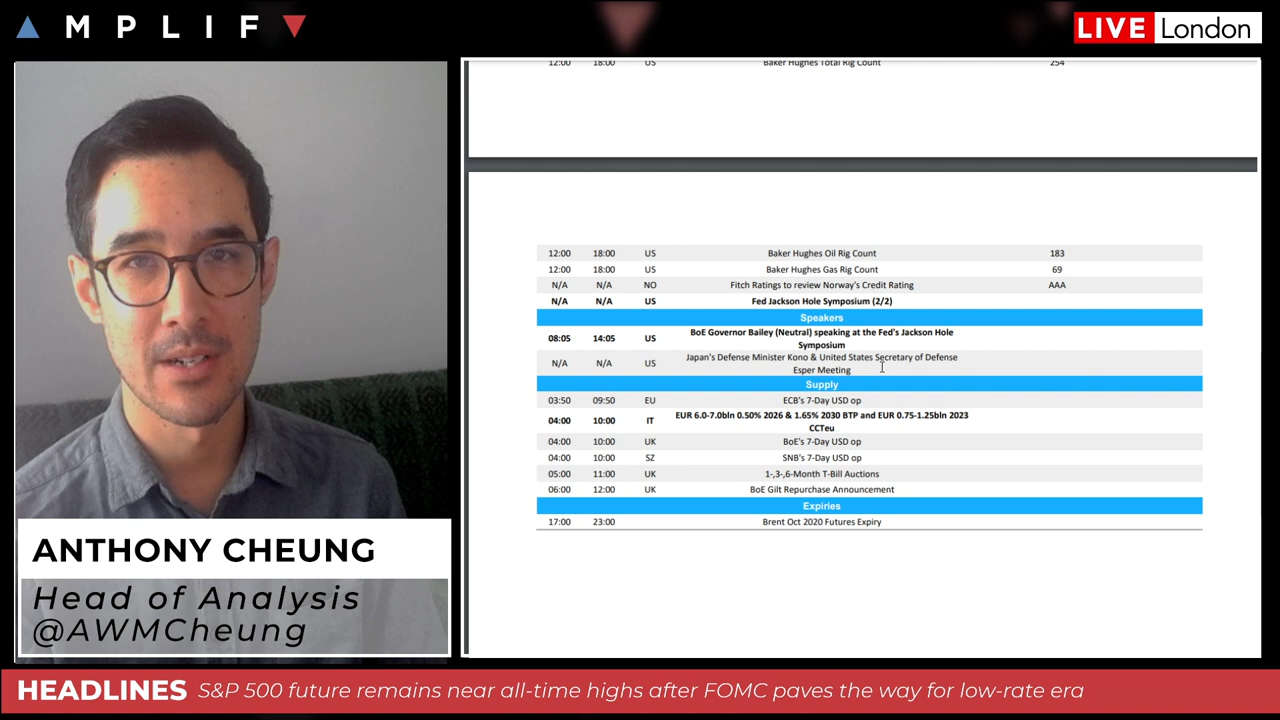 AMPLIFY
LIVE London
12:00 18:00 US Baker Hughes Total Rig Count 254
12:00 18:00 US Baker Hughes Oil Rig Count 183
12:00 18:00 US Baker Hughes Gas Rig Count 69
N/A N/A NO Fitch Ratings to review Norway's Credit Rating AAA
N/A N/A US Fed Jackson Hole Symposium (2/2)
Speakers
08:05 14:05 US BoE Governor Bailey (Neutral) speaking at the Fed's Jackson Hole
Symposium
N/A N/A US Japan's Defense Minister Kono & United States Secretary of Defense
Esper Meeting
Supply
03:50 09:50 EU ECB's 7-Day USD op
04:00 10:00 IT EUR 6.0-7.0bln 0.50% 2026 & 1.65% 2030 BTP and EUR 0.75-1.25bln 2023
CCTeu
04:00 10:00 UK BoE's 7-Day USD op
04:00 10:00 SZ SNB's 7-Day USD op
05:00 11:00 UK 1-,3-,6-Month T-Bill Auctions
06:00 12:00 UK BoE Gilt Repurchase Announcement
Expiries
17:00 23:00 Brent Oct 2020 Futures Expiry
ANTHONY CHEUNG
Head of Analysis
@AWMCheung
HEADLINES S&P 500 future remains near all-time highs after FOMC paves the way for low-rate era